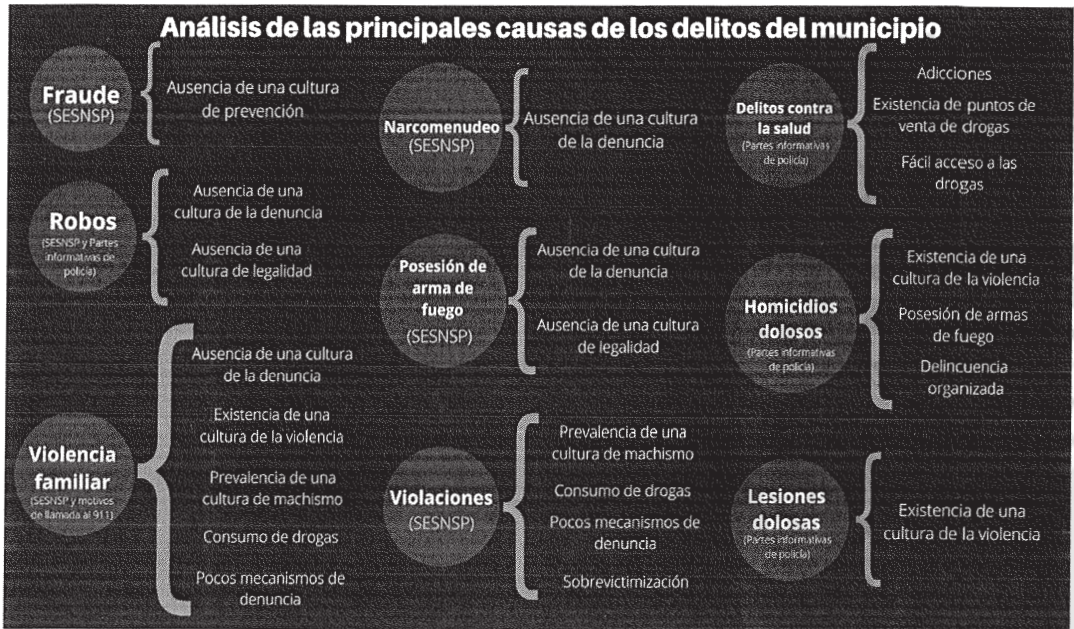 Análisis de las principales causas de los delitos del municipio
Fraude
(SESNSP)
Ausencia de una cultura
de prevención
Robos
(SESNSP y Partes
informativas de
policía)
Ausencia de una
cultura de la denuncia
Ausencia de una
cultura de legalidad
Violencia
familiar
(SESNSP y motivos
de llamada al 911)
Ausencia de una cultura
de la denuncia
Existencia de una
cultura de la violencia
Prevalencia de una
cultura de machismo
Consumo de drogas
Pocos mecanismos de
denuncia
Narcomenudeo
(SESNSP)
Ausencia de una cultura
de la denuncia
Posesión de
arma de
fuego
(SESNSP)
Ausencia de una cultura
de la denuncia
Ausencia de una cultura
de legalidad
Violaciones
(SESNSP)
Prevalencia de una
cultura de machismo
Consumo de drogas
Pocos mecanismos de
denuncia
Sobrevictimización
Delitos contra
la salud
(Partes informativas
de policía)
Adicciones
Existencia de puntos de
venta de drogas
Fácil acceso a las
drogas
Homicidios
dolosos
(Partes informativas
de policía)
Existencia de una
cultura de la violencia
Posesión de armas
de fuego
Delincuencia
organizada
Lesiones
dolosas
(Partes informativas
de policía)
Existencia de una
cultura de la violencia